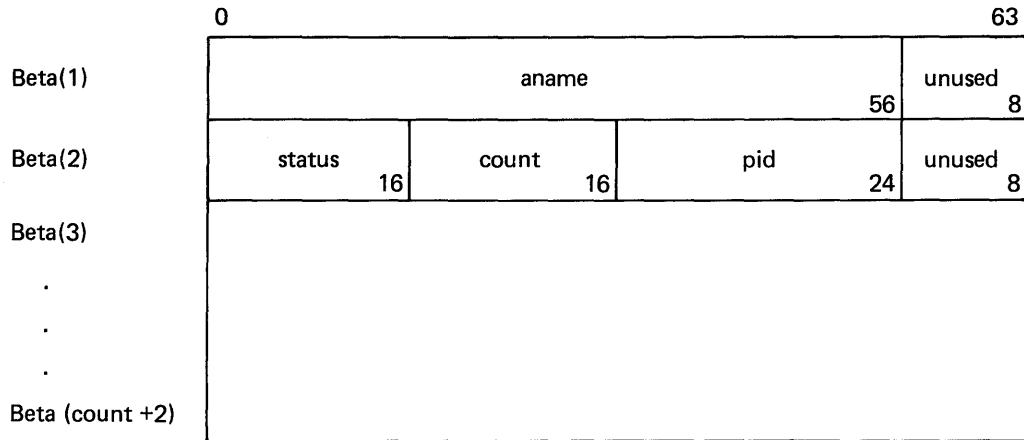 0 63
Beta(1) aname 56 unused 8
Beta(2) status 16 count 16 pid 24 unused 8
Beta(3)
.
.
.
Beta (count +2)